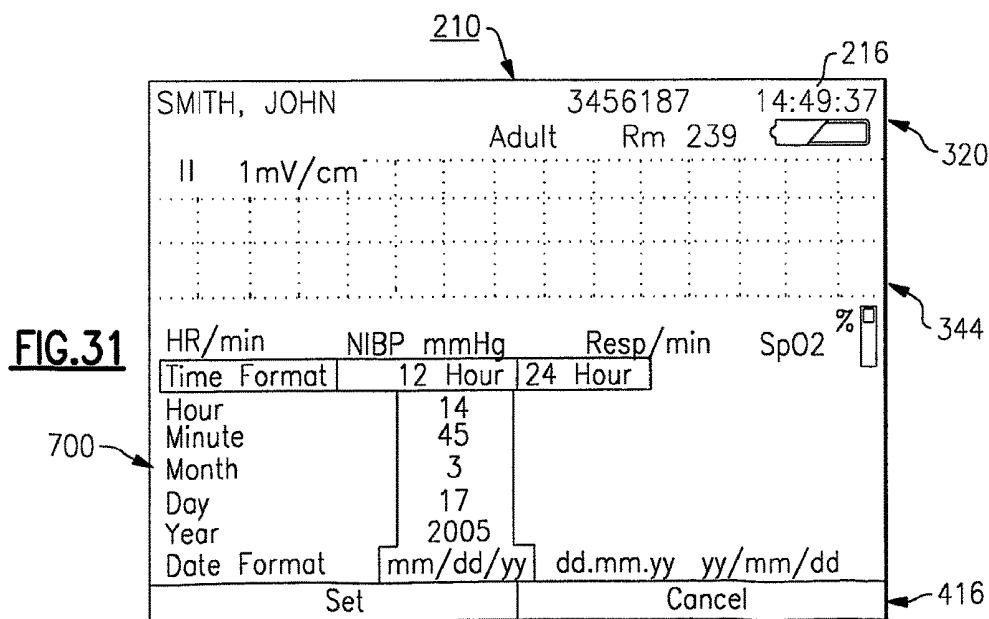 210
216
SMITH, JOHN 3456187 14:49:37
Adult Rm 239
320
II 1mV/cm
344
FIG.31
HR/min NIBP mmHg Resp/min SpO2 %
Time Format 12 Hour 24 Hour
Hour 14
Minute 45
700
Month 3
Day 17
Year 2005
Date Format mm/dd/yy dd.mm.yy yy/mm/dd
Set Cancel
416